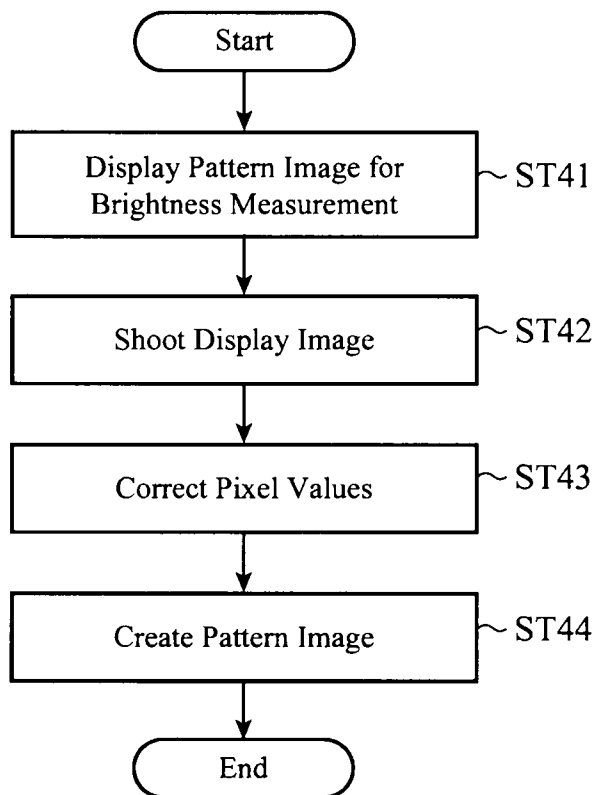 Start
Display Pattern Image for
Brightness Measurement
ST41
Shoot Display Image
ST42
Correct Pixel Values
ST43
Create Pattern Image
ST44
End